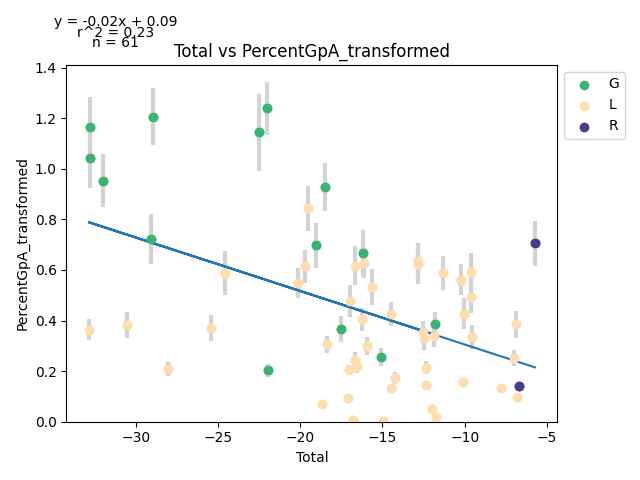 y = -0.02x + 0.09
r^2 = 0.23
n = 61
Total vs PercentGpA_transformed
G
L
R
PercentGpA_transformed
1.4
1.2
1.0
0.8
0.6
0.4
0.2
0.0
−30
−25
−20
−15
−10
−5
Total